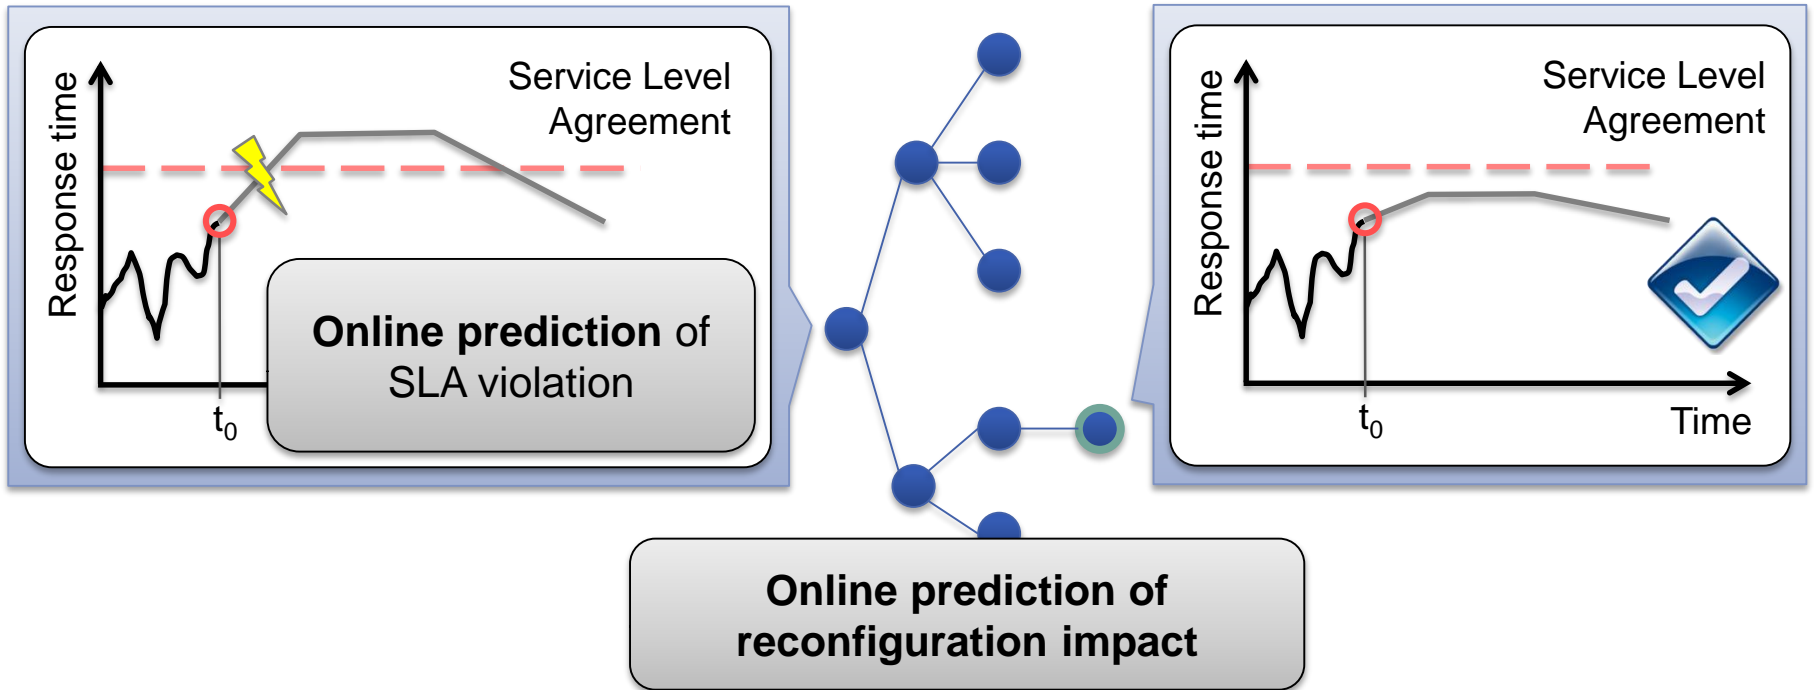 Response time
Service Level
Agreement
Online prediction of
SLA violation
t0
Response time
Service Level
Agreement
t0
Time
Online prediction of
reconfiguration impact